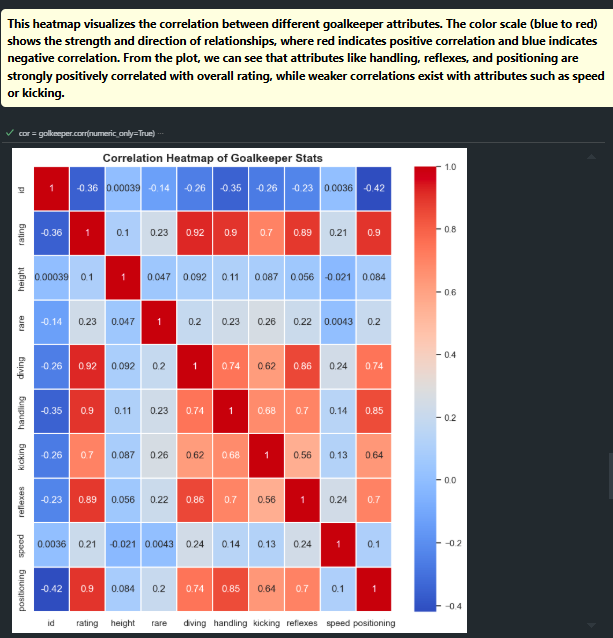 This heatmap visualizes the correlation between different goalkeeper attributes. The color scale (blue to red)
shows the strength and direction of relationships, where red indicates positive correlation and blue indicates
negative correlation. From the plot, we can see that attributes like handling, reflexes, and positioning are
strongly positively correlated with overall rating, while weaker correlations exist with attributes such as speed
or kicking.
cor = golkeeper.corr(numeric_only=True) ···
Correlation Heatmap of Goalkeeper Stats
id 1 -0.36 0.00039 -0.14 -0.26 -0.35 -0.26 -0.23 0.0036 -0.42
rating -0.36 1 0.1 0.23 0.92 0.9 0.7 0.89 0.21 0.9
height 0.00039 0.1 1 0.047 0.092 0.11 0.087 0.056 -0.021 0.084
rare -0.14 0.23 0.047 1 0.2 0.23 0.26 0.22 0.0043 0.2
diving -0.26 0.92 0.092 0.2 1 0.74 0.62 0.86 0.24 0.74
handling -0.35 0.9 0.11 0.23 0.74 1 0.68 0.7 0.14 0.85
kicking -0.26 0.7 0.087 0.26 0.62 0.68 1 0.56 0.13 0.64
reflexes -0.23 0.89 0.056 0.22 0.86 0.7 0.56 1 0.24 0.7
speed 0.0036 0.21 -0.021 0.0043 0.24 0.14 0.13 0.24 1 0.1
positioning -0.42 0.9 0.084 0.2 0.74 0.85 0.64 0.7 0.1 1
id rating height rare diving handling kicking reflexes speed positioning
1.0
0.8
0.6
0.4
0.2
0.0
-0.2
-0.4